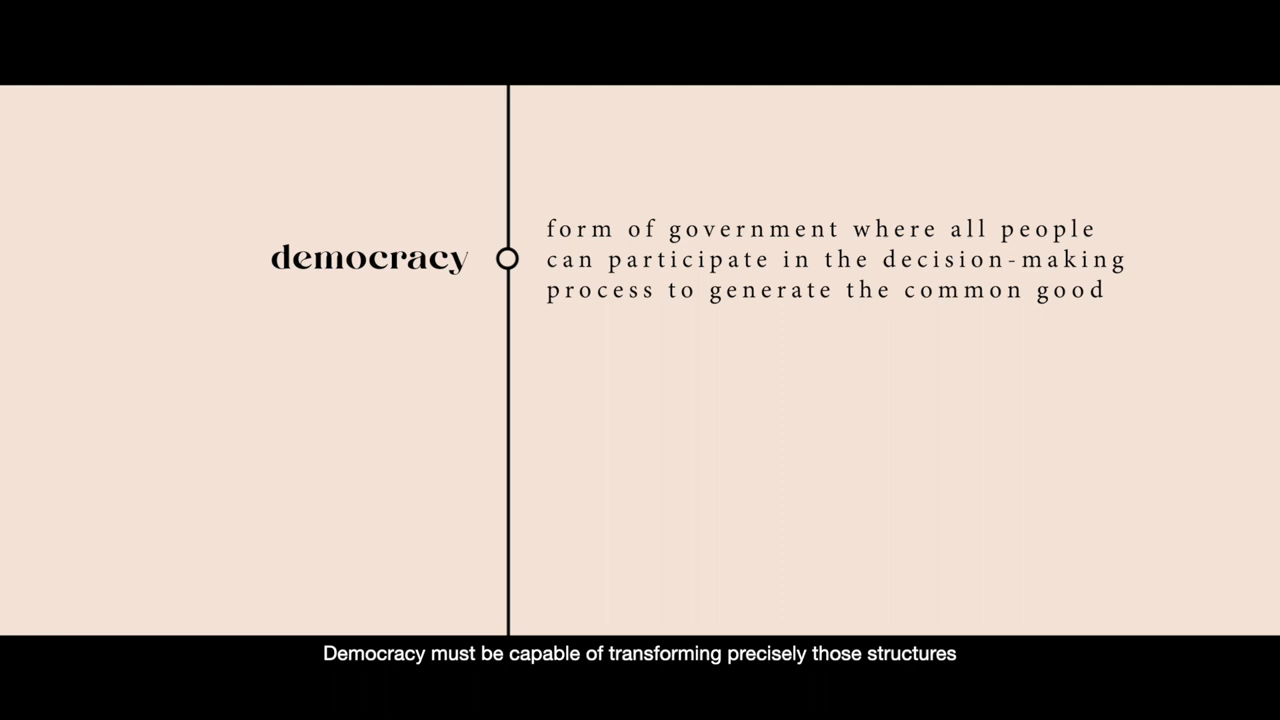 democracy
form of government where all people
can participate in the decision-making
process to generate the common good
Democracy must be capable of transforming precisely those structures